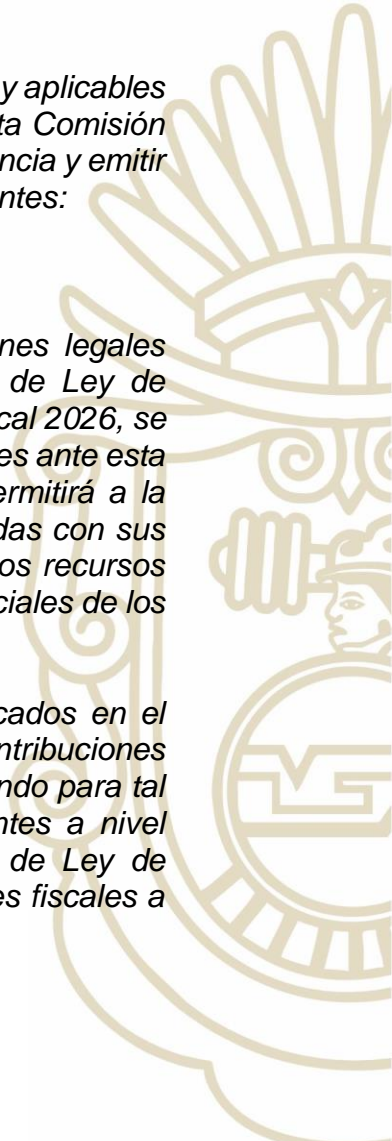 y aplicables
ta Comisión
encia y emitir
entes:
nes legales
de Ley de
cal 2026, se
es ante esta
ermitirá a la
das con sus
os recursos
ciales de los
cados en el
ntribuciones
ndo para tal
ntes a nivel
de Ley de
es fiscales a